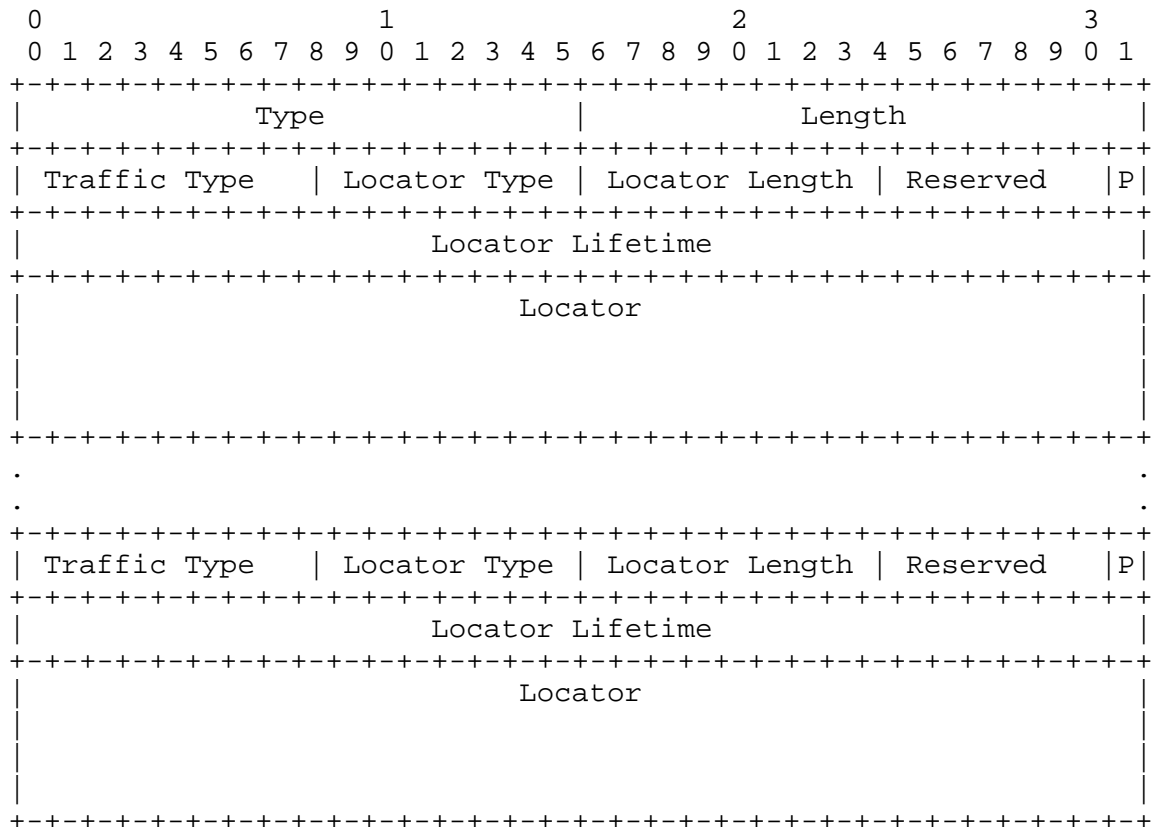 0                   1                   2                   3
 0 1 2 3 4 5 6 7 8 9 0 1 2 3 4 5 6 7 8 9 0 1 2 3 4 5 6 7 8 9 0 1
+-+-+-+-+-+-+-+-+-+-+-+-+-+-+-+-+-+-+-+-+-+-+-+-+-+-+-+-+-+-+-+-+
|             Type              |            Length             |
+-+-+-+-+-+-+-+-+-+-+-+-+-+-+-+-+-+-+-+-+-+-+-+-+-+-+-+-+-+-+-+-+
| Traffic Type   | Locator Type | Locator Length | Reserved   |P|
+-+-+-+-+-+-+-+-+-+-+-+-+-+-+-+-+-+-+-+-+-+-+-+-+-+-+-+-+-+-+-+-+
|                       Locator Lifetime                        |
+-+-+-+-+-+-+-+-+-+-+-+-+-+-+-+-+-+-+-+-+-+-+-+-+-+-+-+-+-+-+-+-+
|                            Locator                            |
|                                                               |
|                                                               |
|                                                               |
+-+-+-+-+-+-+-+-+-+-+-+-+-+-+-+-+-+-+-+-+-+-+-+-+-+-+-+-+-+-+-+-+
.                                                               .
.                                                               .
+-+-+-+-+-+-+-+-+-+-+-+-+-+-+-+-+-+-+-+-+-+-+-+-+-+-+-+-+-+-+-+-+
| Traffic Type   | Locator Type | Locator Length | Reserved   |P|
+-+-+-+-+-+-+-+-+-+-+-+-+-+-+-+-+-+-+-+-+-+-+-+-+-+-+-+-+-+-+-+-+
|                       Locator Lifetime                        |
+-+-+-+-+-+-+-+-+-+-+-+-+-+-+-+-+-+-+-+-+-+-+-+-+-+-+-+-+-+-+-+-+
|                            Locator                            |
|                                                               |
|                                                               |
|                                                               |
+-+-+-+-+-+-+-+-+-+-+-+-+-+-+-+-+-+-+-+-+-+-+-+-+-+-+-+-+-+-+-+-+